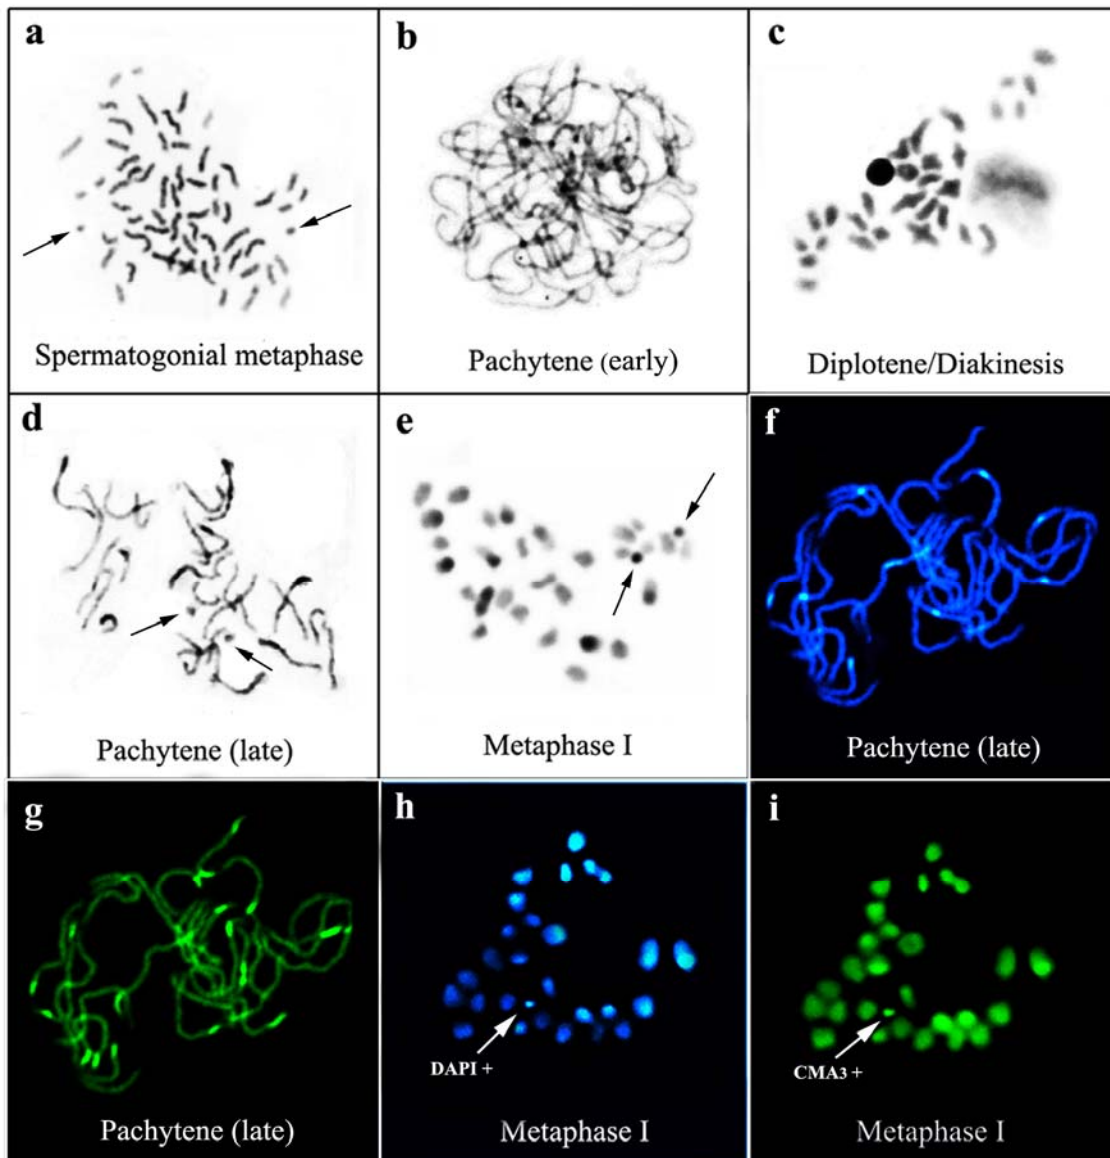 a
Spermatogonial metaphase
b
Pachytene (early)
c
Diplotene/Diakinesis
d
Pachytene (late)
e
Metaphase I
f
Pachytene (late)
g
Pachytene (late)
h
DAPI +
Metaphase I
i
CMA3 +
Metaphase I